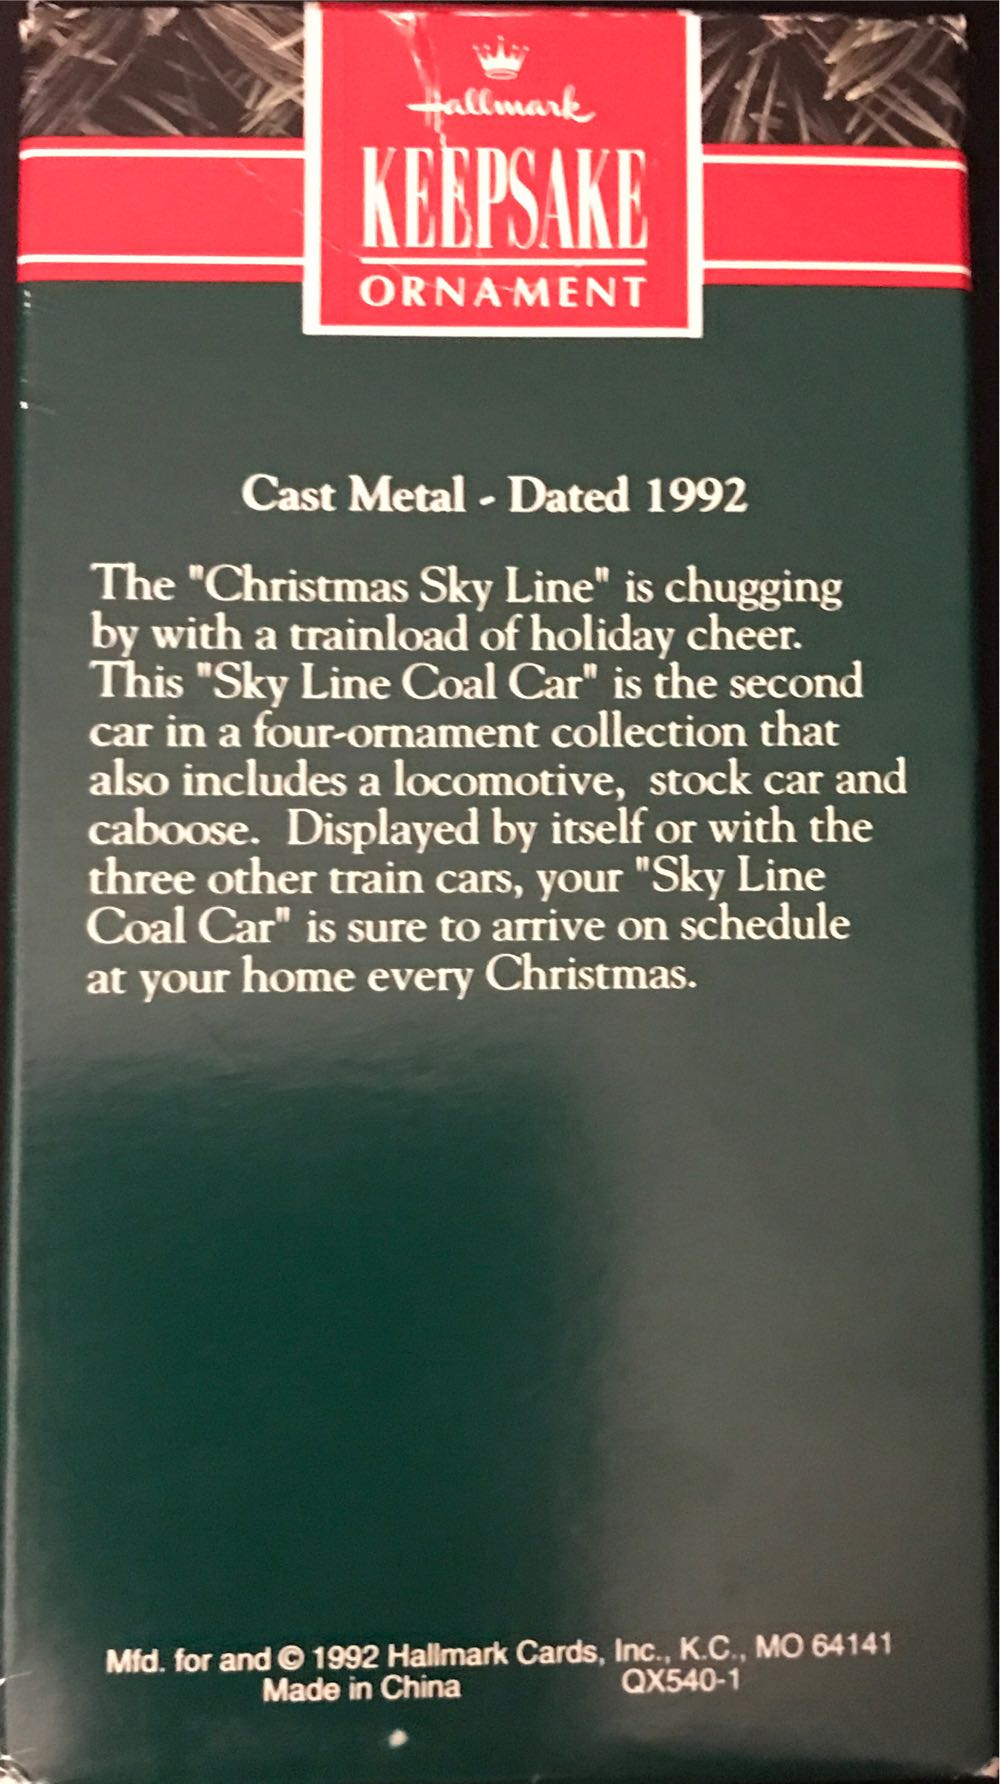 Hallmark
KEEPSAKE
ORNAMENT
Cast Metal - Dated 1992
The "Christmas Sky Line" is chugging
by with a trainload of holiday cheer.
This "Sky Line Coal Car" is the second
car in a four-ornament collection that
also includes a locomotive, stock car and
caboose. Displayed by itself or with the
three other train cars, your "Sky Line
Coal Car" is sure to arrive on schedule
at your home every Christmas.
Mfd. for and © 1992 Hallmark Cards, Inc., K.C., MO 64141
Made in China QX540-1